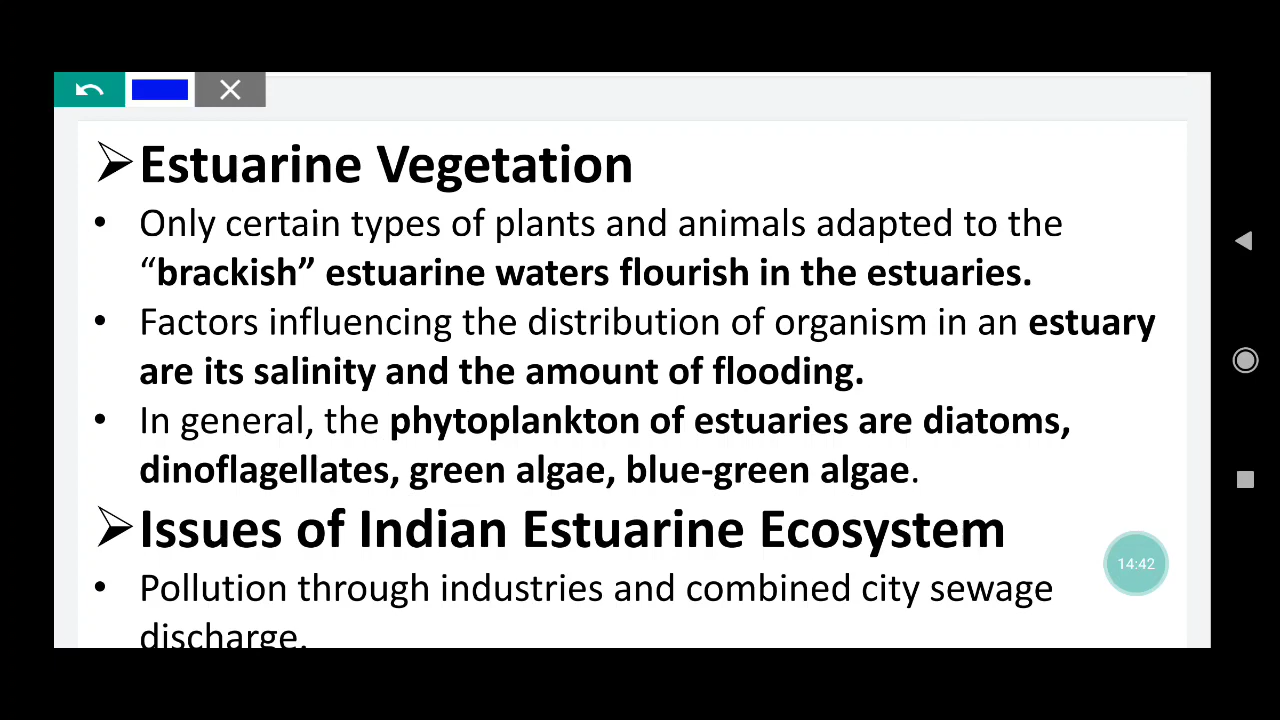 ➢Estuarine Vegetation
• Only certain types of plants and animals adapted to the
“brackish” estuarine waters flourish in the estuaries.
• Factors influencing the distribution of organism in an estuary
are its salinity and the amount of flooding.
• In general, the phytoplankton of estuaries are diatoms,
dinoflagellates, green algae, blue-green algae.
➢Issues of Indian Estuarine Ecosystem
• Pollution through industries and combined city sewage
discharge.
14:42